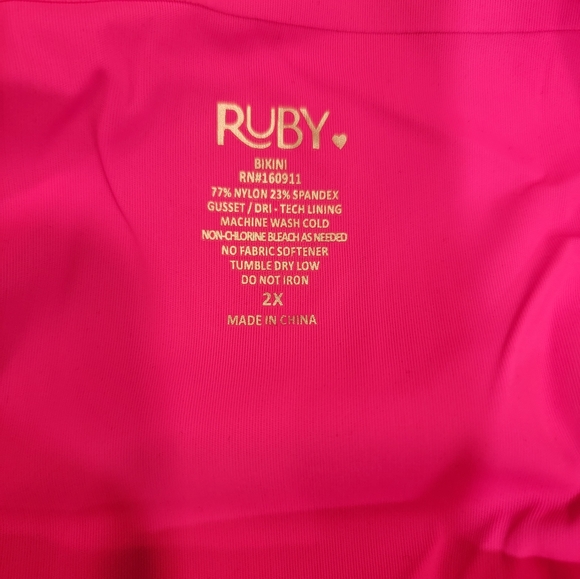 RUBY
BIKINI
RN#160911
77% NYLON 23% SPANDEX
GUSSET / DRI - TECH LINING
MACHINE WASH COLD
NON-CHLORINE BLEACH AS NEEDED
NO FABRIC SOFTENER
TUMBLE DRY LOW
DO NOT IRON
2X
MADE IN CHINA